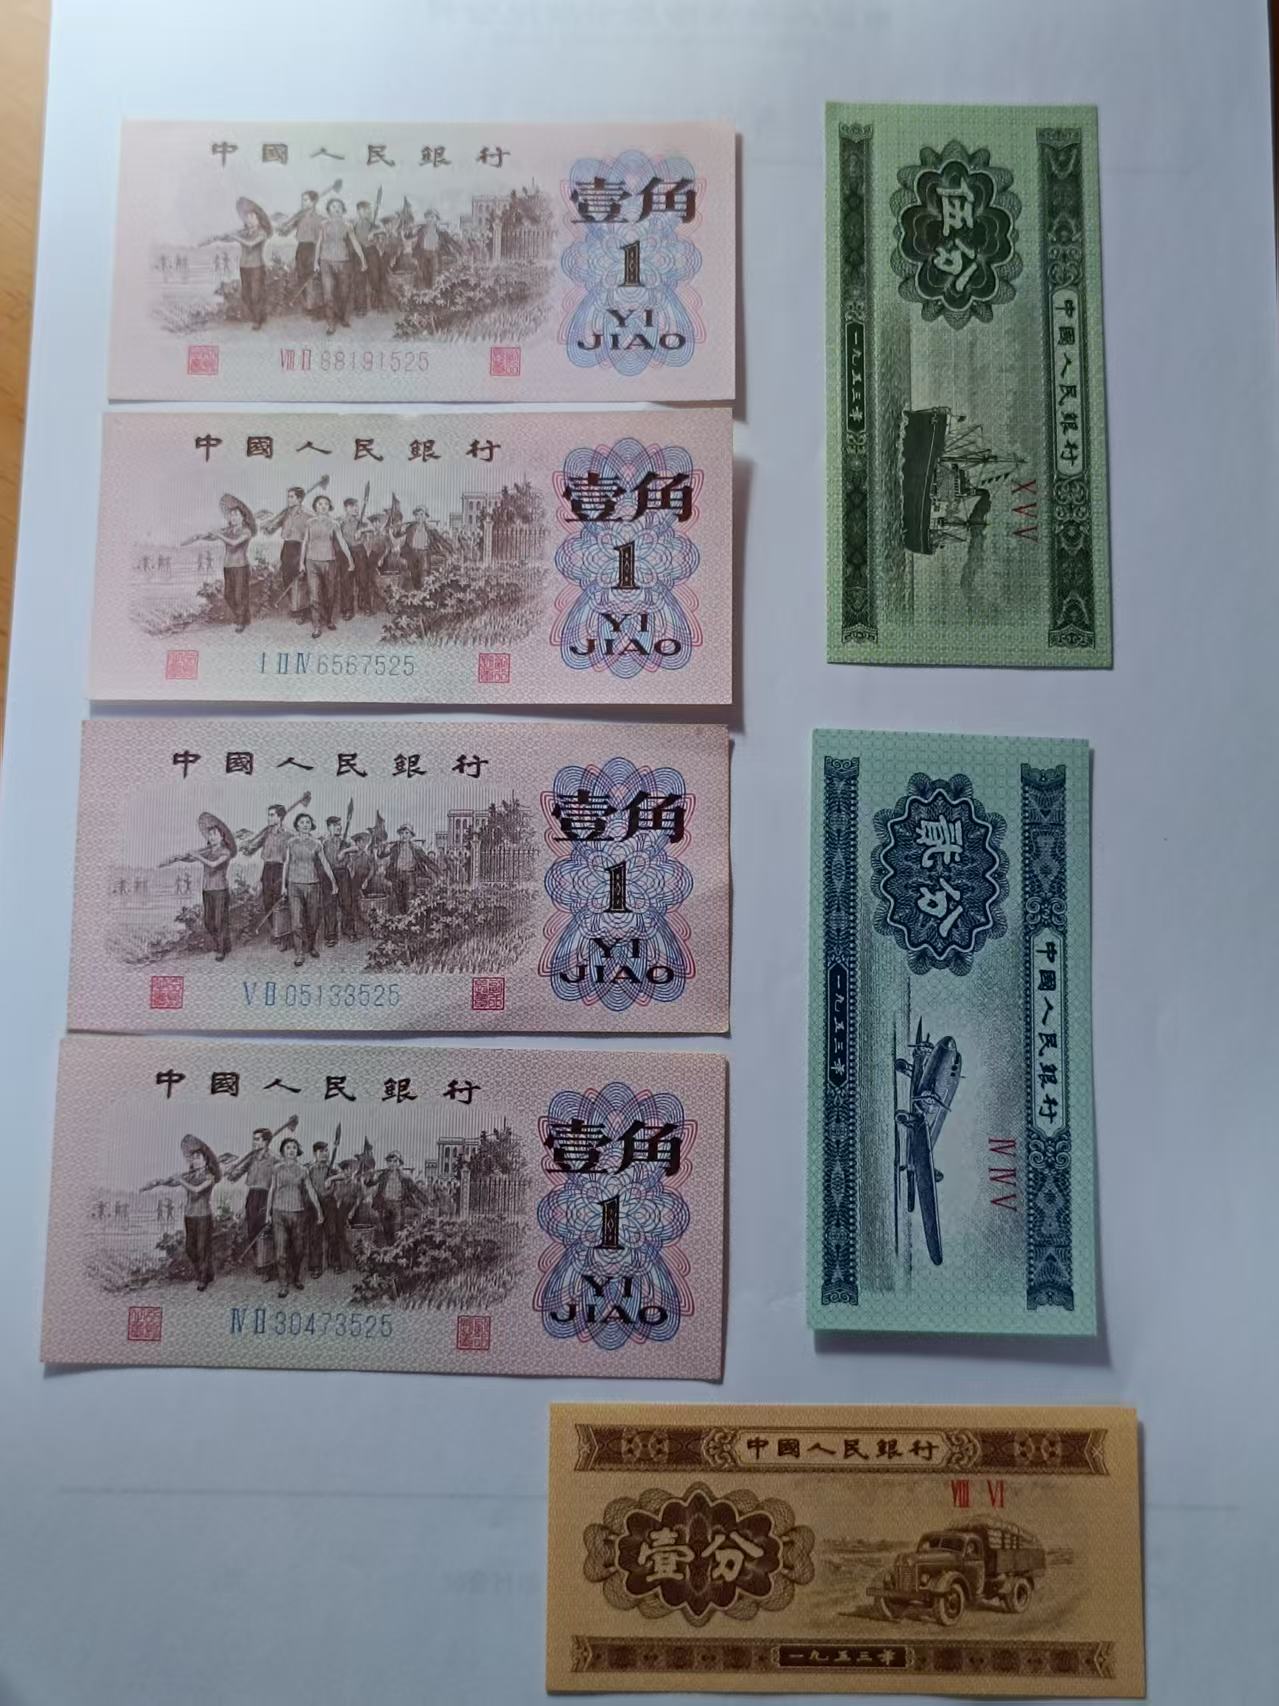 中國人民銀行
壹角
1
YI
JIAO
VIII II 88191525
中國人民銀行
壹角
1
YI
JIAO
I II IV 6567525
中國人民銀行
壹角
1
YI
JIAO
V II 05133525
中國人民銀行
壹角
1
YI
JIAO
IV II 30473525
中國人民銀行
伍分
X V V
一九五三年
中國人民銀行
貳分
IV IV V
一九五三年
中國人民銀行
VIII VI
壹分
一九五三年